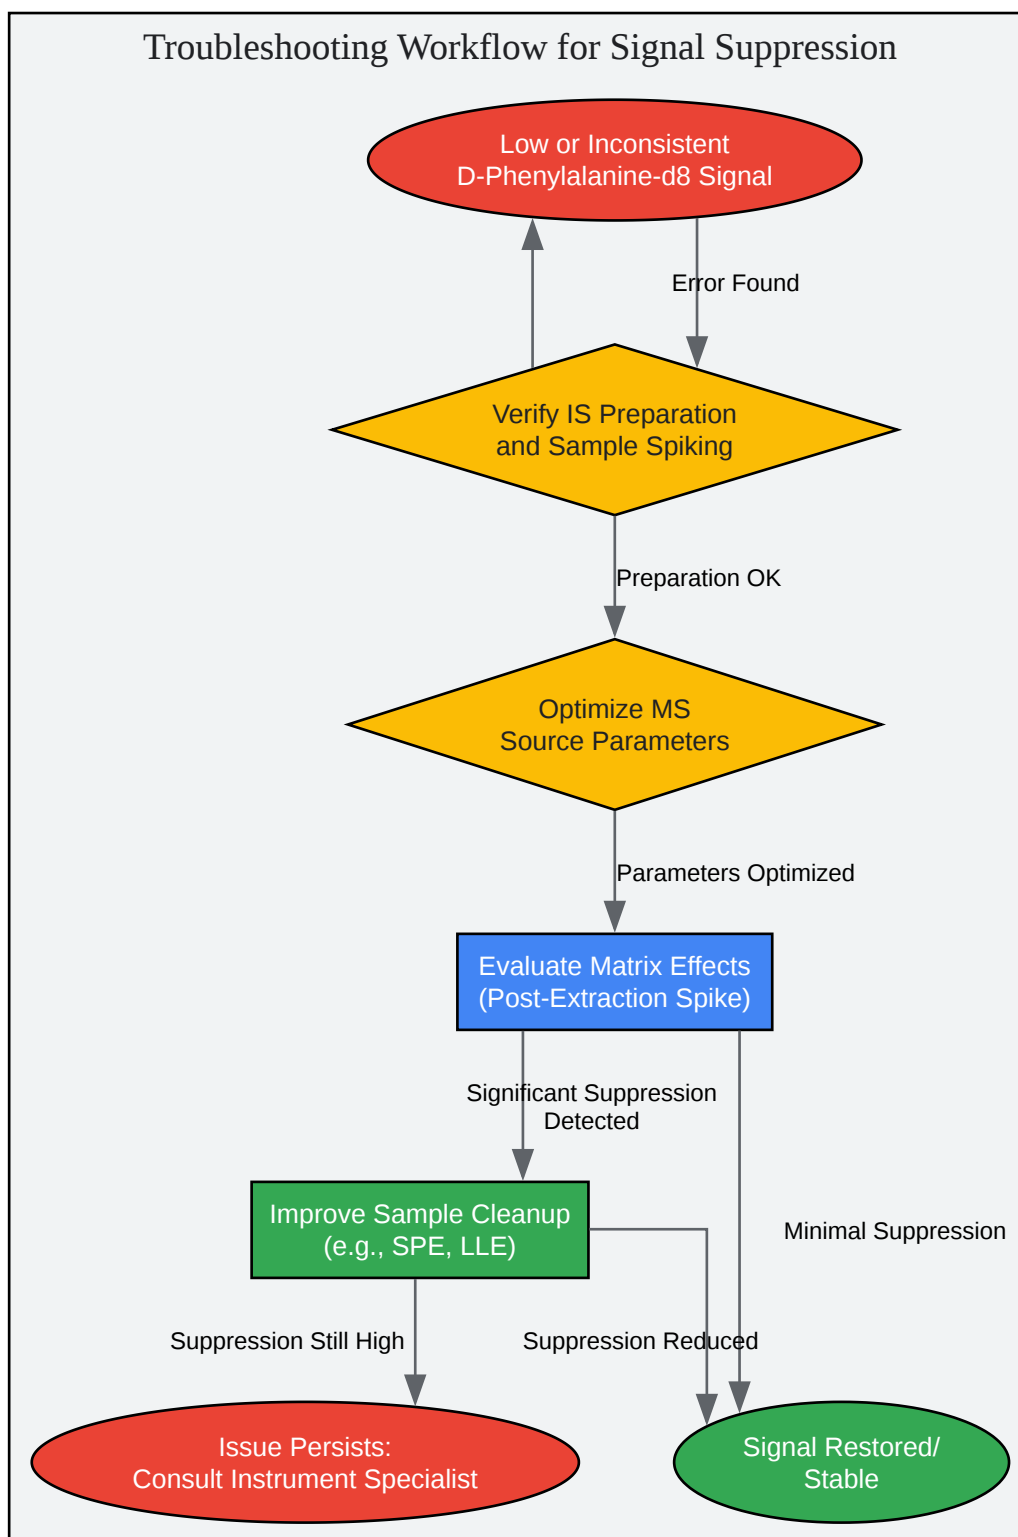 Troubleshooting Workflow for Signal Suppression
Low or Inconsistent
D-Phenylalanine-d8 Signal
Error Found
Verify IS Preparation
and Sample Spiking
Preparation OK
Optimize MS
Source Parameters
Parameters Optimized
Evaluate Matrix Effects
(Post-Extraction Spike)
Significant Suppression
Detected
Improve Sample Cleanup
(e.g., SPE, LLE)
Minimal Suppression
Suppression Still High
Suppression Reduced
Issue Persists:
Consult Instrument Specialist
Signal Restored/
Stable